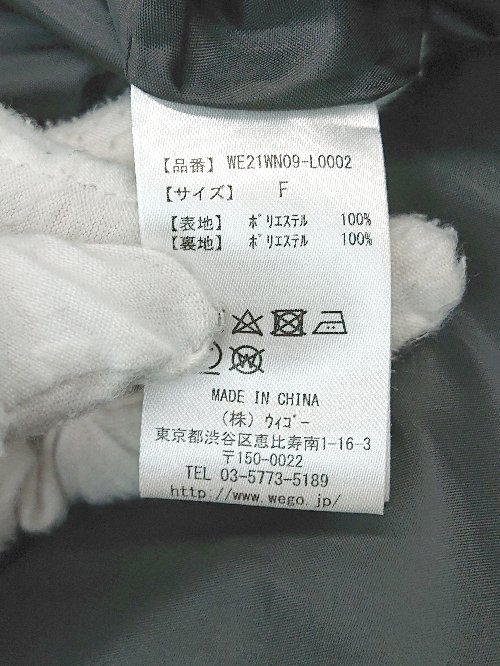 【品番】 WE21WN09-L0002
【サイズ】 F
【表地】 ﾎﾟﾘｴｽﾃﾙ 100%
【裏地】 ﾎﾟﾘｴｽﾃﾙ 100%
MADE IN CHINA
(株) ｳｨｺﾞｰ
東京都渋谷区恵比寿南1-16-3
〒150-0022
TEL 03-5773-5189
http://www.wego.jp/